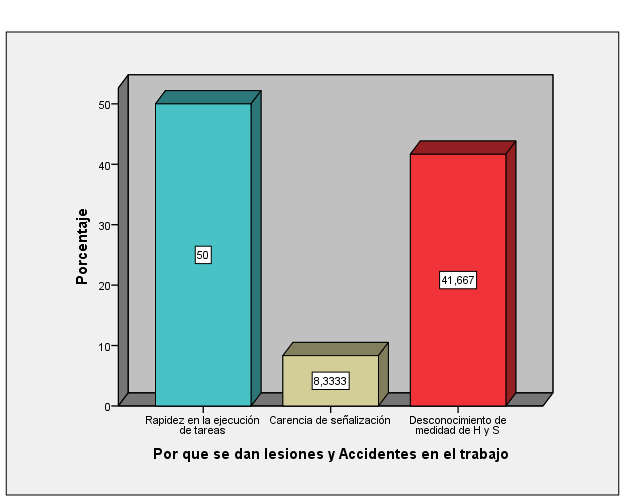 Porcentaje
50
40
30
20
10
0
50
8,3333
41,667
Rapidez en la ejecución
de tareas
Carencia de señalización
Desconocimiento de
medidad de H y S
Por que se dan lesiones y Accidentes en el trabajo